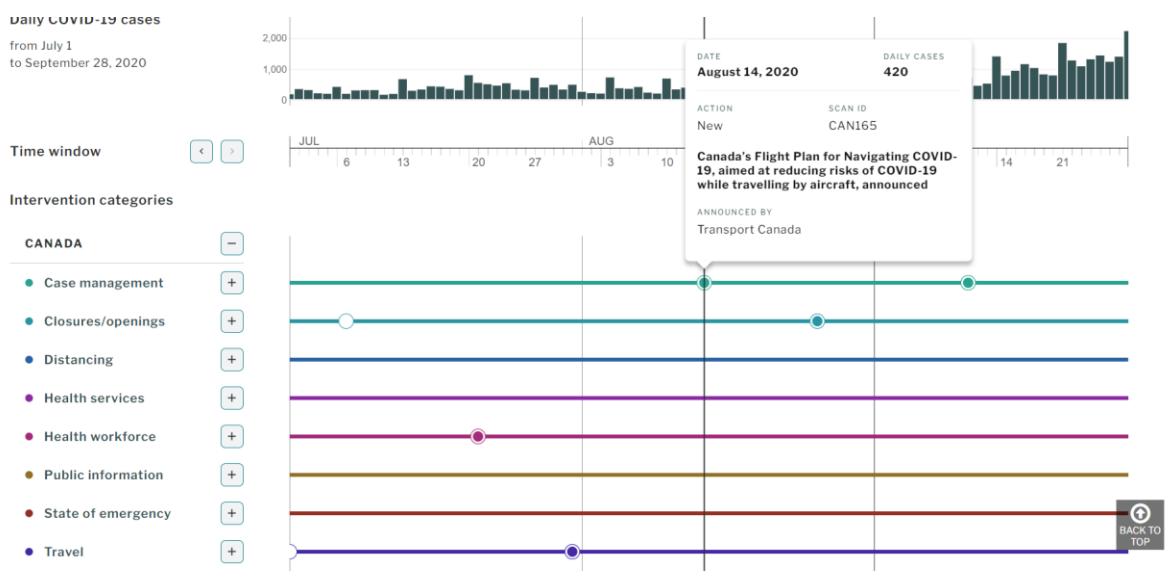 Daily COVID-19 cases
from July 1
to September 28, 2020
2,000
1,000
0
DATE
DAILY CASES
August 14, 2020
420
ACTION
SCAN ID
New
CAN165
Canada's Flight Plan for Navigating COVID-
19, aimed at reducing risks of COVID-19
while travelling by aircraft, announced
ANNOUNCED BY
Transport Canada
Time window
‹ ›
JUL
AUG
6 13 20 27 3 10 14 21
Intervention categories
CANADA −
Case management +
Closures/openings +
Distancing +
Health services +
Health workforce +
Public information +
State of emergency +
Travel +
BACK TO
TOP